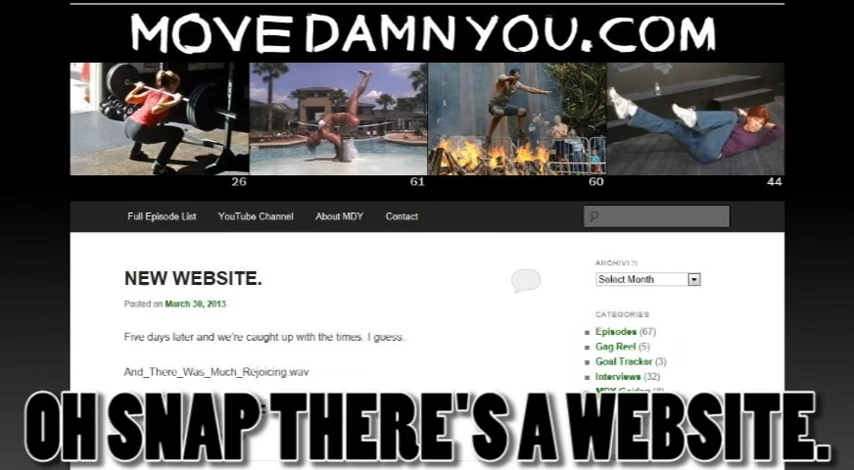 MOVEDAMNYOU.COM
26 61 60 44
Full Episode List YouTube Channel About MDY Contact
NEW WEBSITE.
Posted on March 30, 2013
Five days later and we're caught up with the times. I guess.
And_There_Was_Much_Rejoicing.wav
Select Month
CATEGORIES
Episodes (67)
Gag Reel (5)
Goal Tracker (3)
Interviews (32)
OH SNAP THERE'S A WEBSITE.